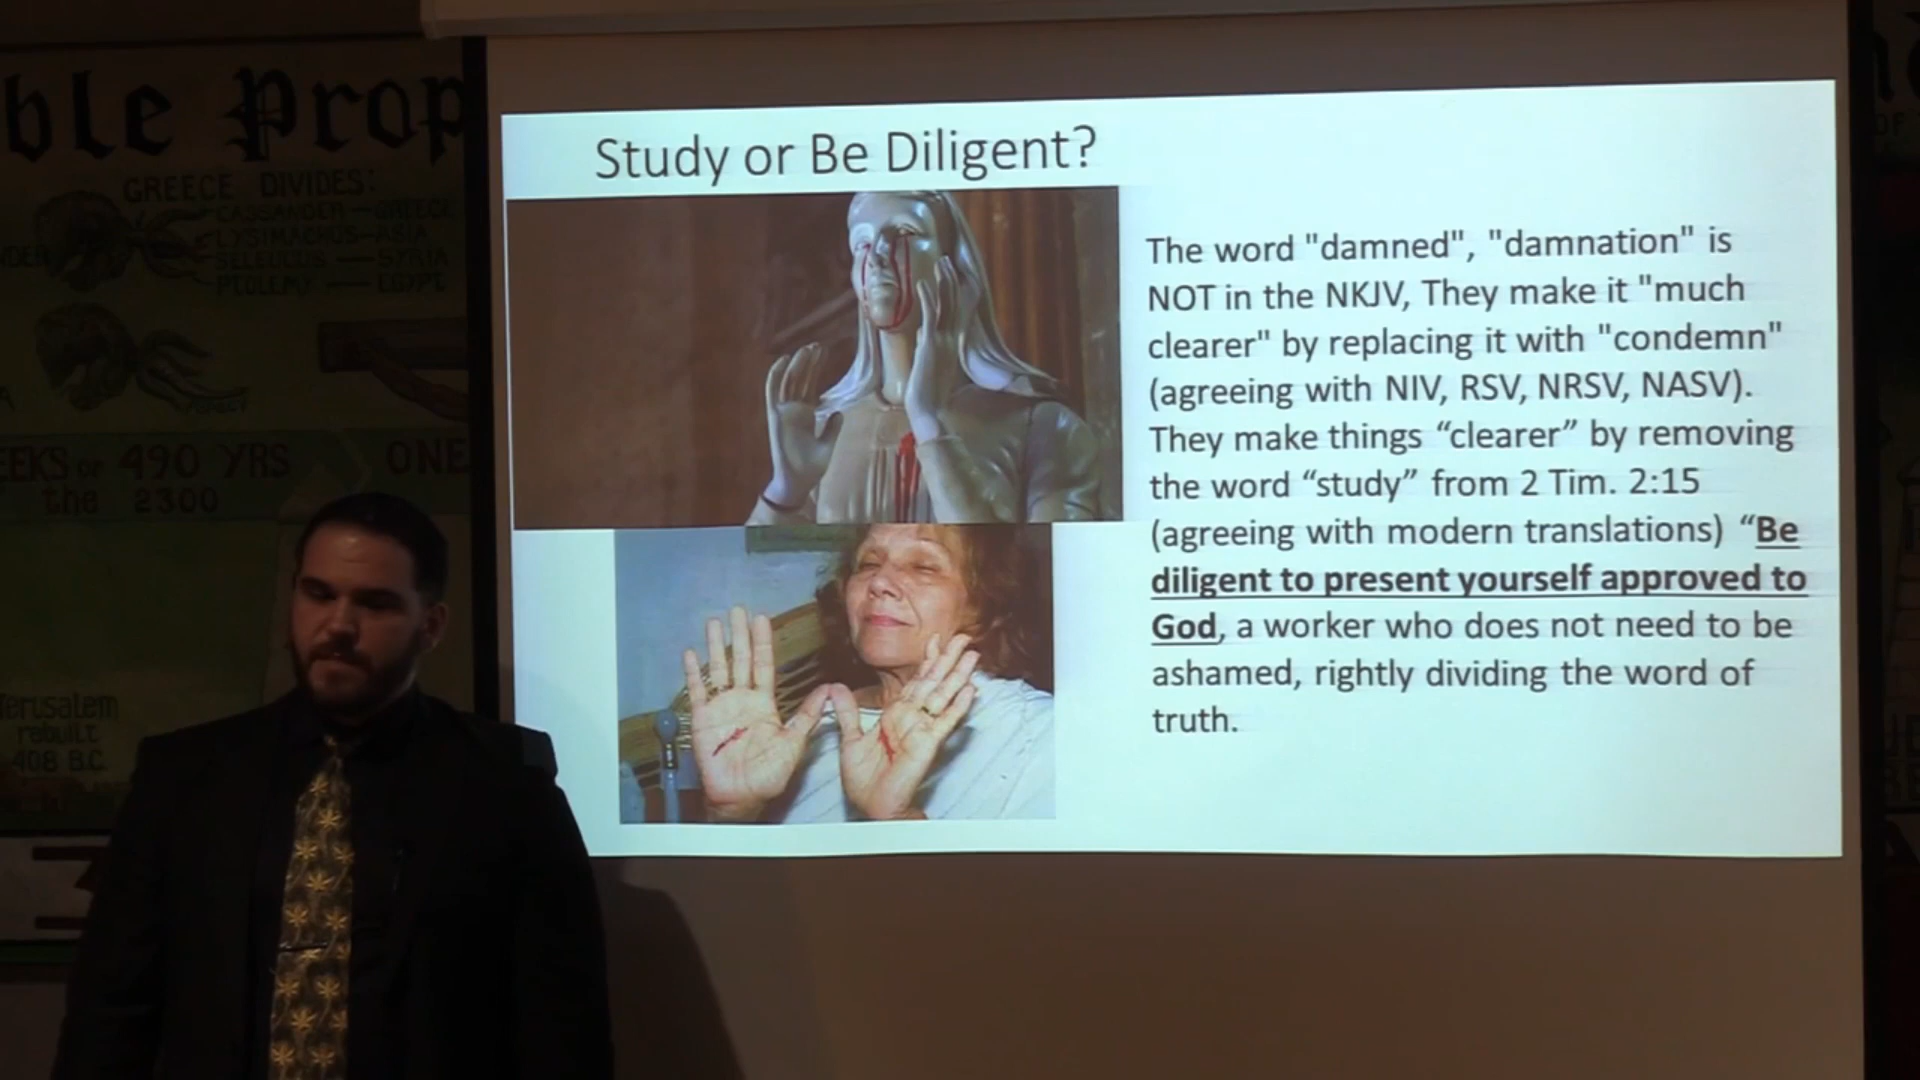 ble Prop
GREECE DIVIDES:
CASSANDER — GREECE
LYSIMACHUS — ASIA
SELEUCUS — SYRIA
PTOLEMY — EGYPT
EEKS or 490 YRS
ONE
the 2300
Jerusalem
rebuilt
408 B.C.
Study or Be Diligent?
The word "damned", "damnation" is
NOT in the NKJV, They make it "much
clearer" by replacing it with "condemn"
(agreeing with NIV, RSV, NRSV, NASV).
They make things “clearer” by removing
the word “study” from 2 Tim. 2:15
(agreeing with modern translations) “Be
diligent to present yourself approved to
God, a worker who does not need to be
ashamed, rightly dividing the word of
truth.